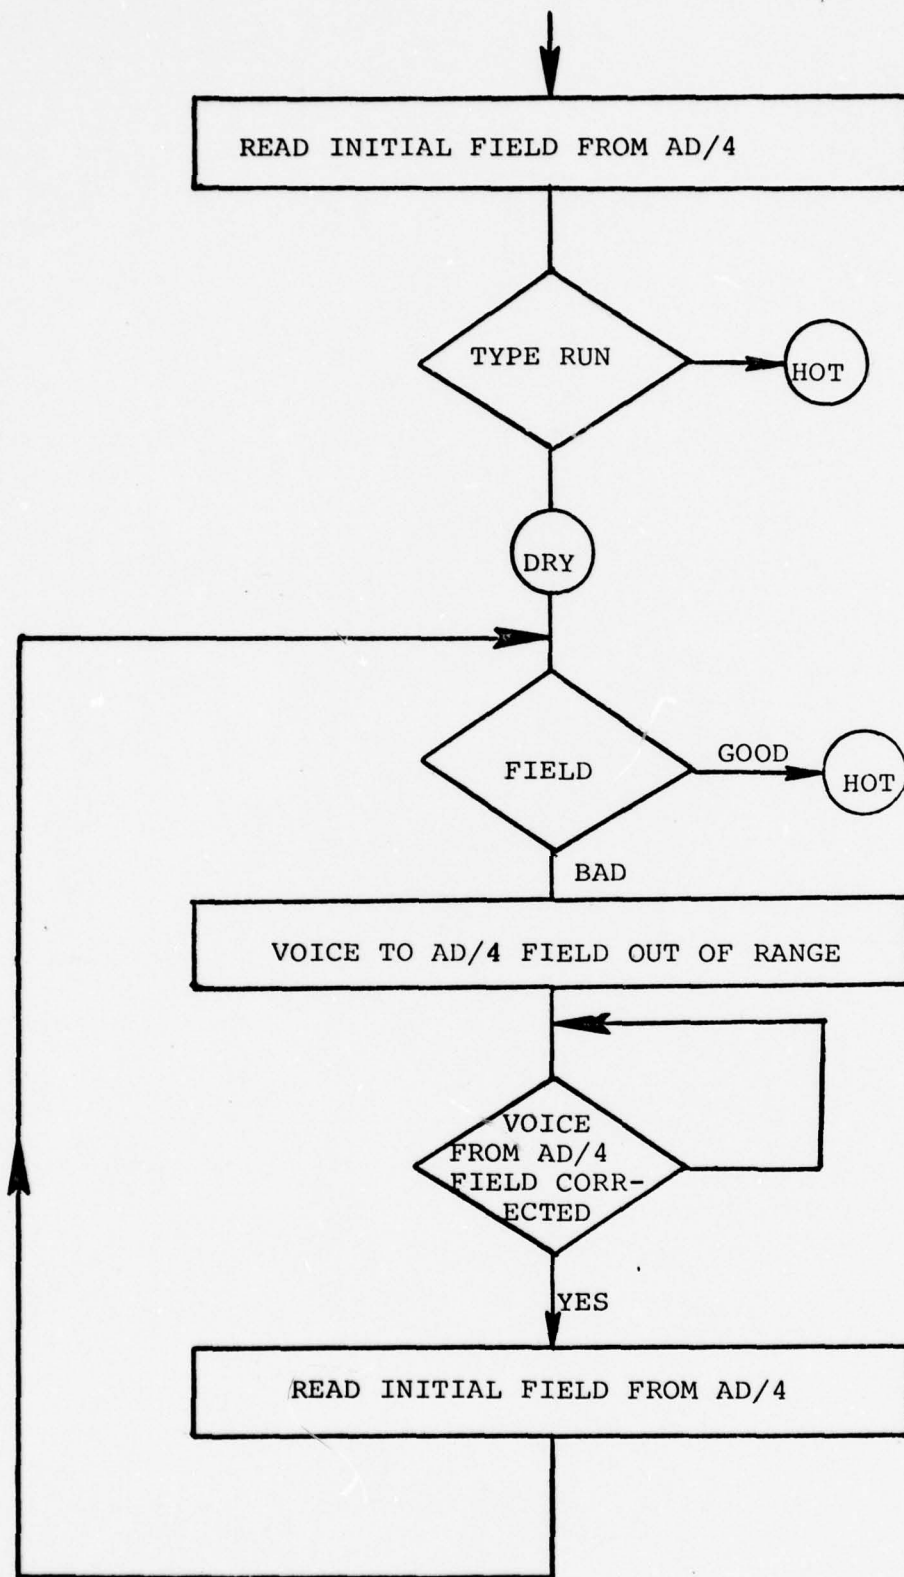 READ INITIAL FIELD FROM AD/4
TYPE RUN
HOT
DRY
FIELD
GOOD
HOT
BAD
VOICE TO AD/4 FIELD OUT OF RANGE
VOICE
FROM AD/4
FIELD CORR-
ECTED
YES
READ INITIAL FIELD FROM AD/4